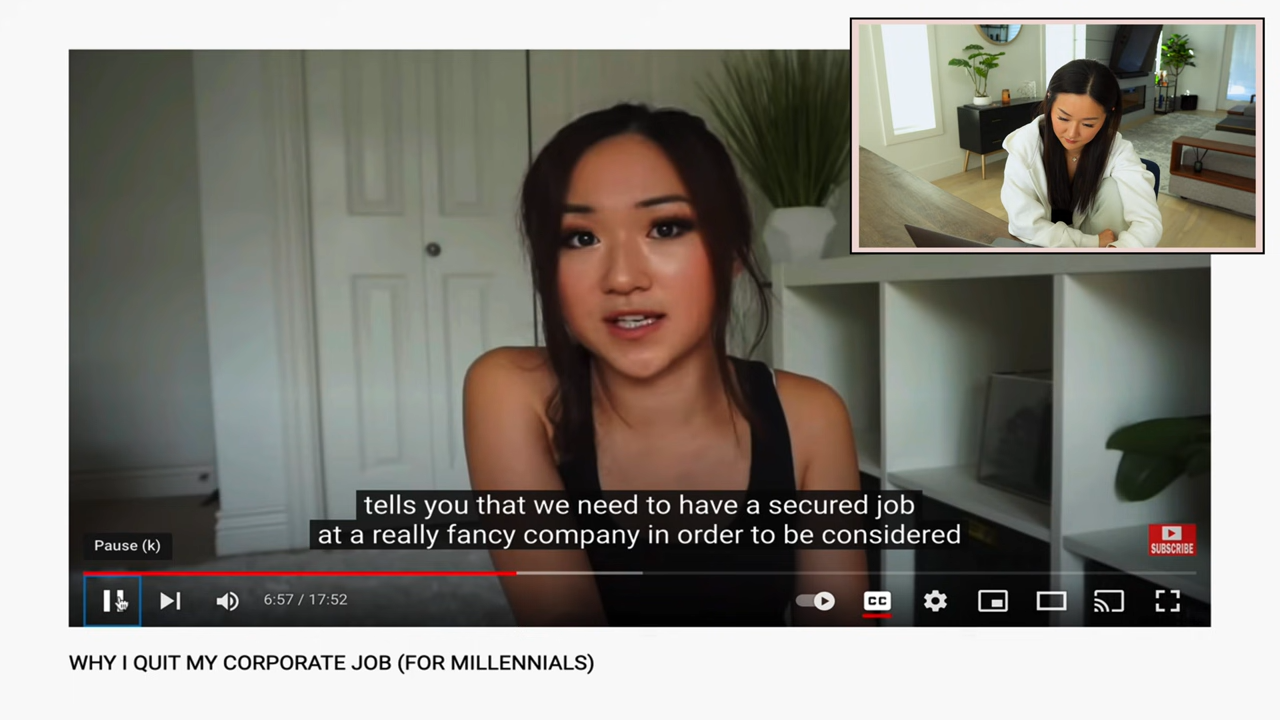 tells you that we need to have a secured job
at a really fancy company in order to be considered
Pause (k)
SUBSCRIBE
6:57 / 17:52
CC
WHY I QUIT MY CORPORATE JOB (FOR MILLENNIALS)